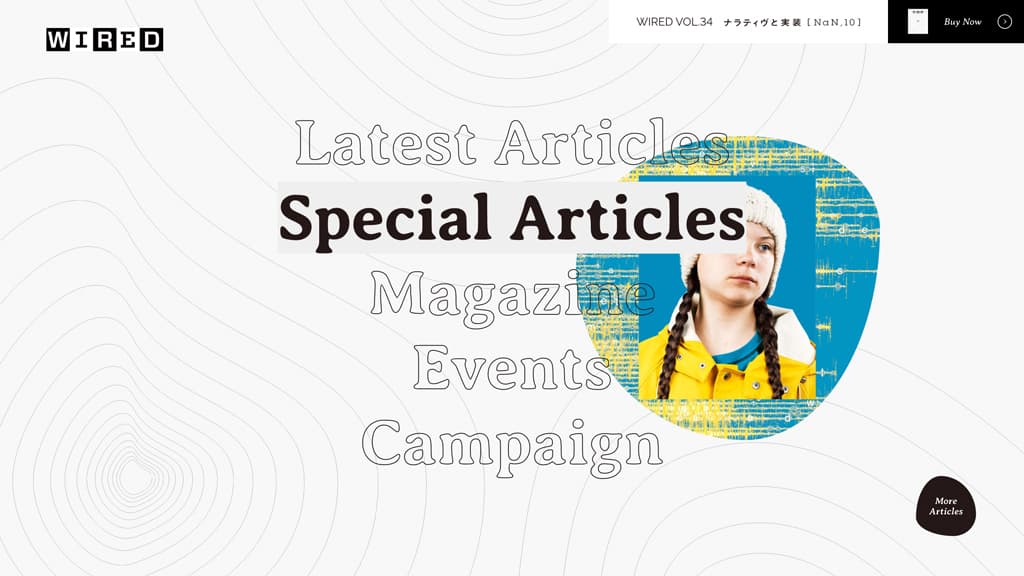 WIRED
WIRED VOL.34 ナラティヴと実装 [ NaN,10 ]
Buy Now
Latest Articles
Special Articles
Magazine
Events
Campaign
More
Articles